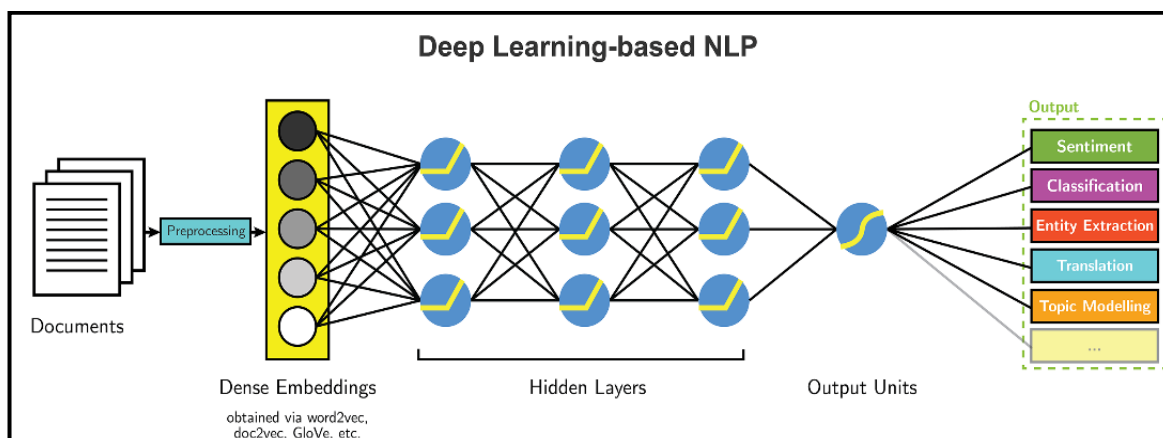 Deep Learning-based NLP
Output
Sentiment
Classification
Entity Extraction
Translation
Topic Modelling
...
Preprocessing
Documents
Dense Embeddings
obtained via word2vec,
doc2vec, GloVe, etc.
Hidden Layers
Output Units